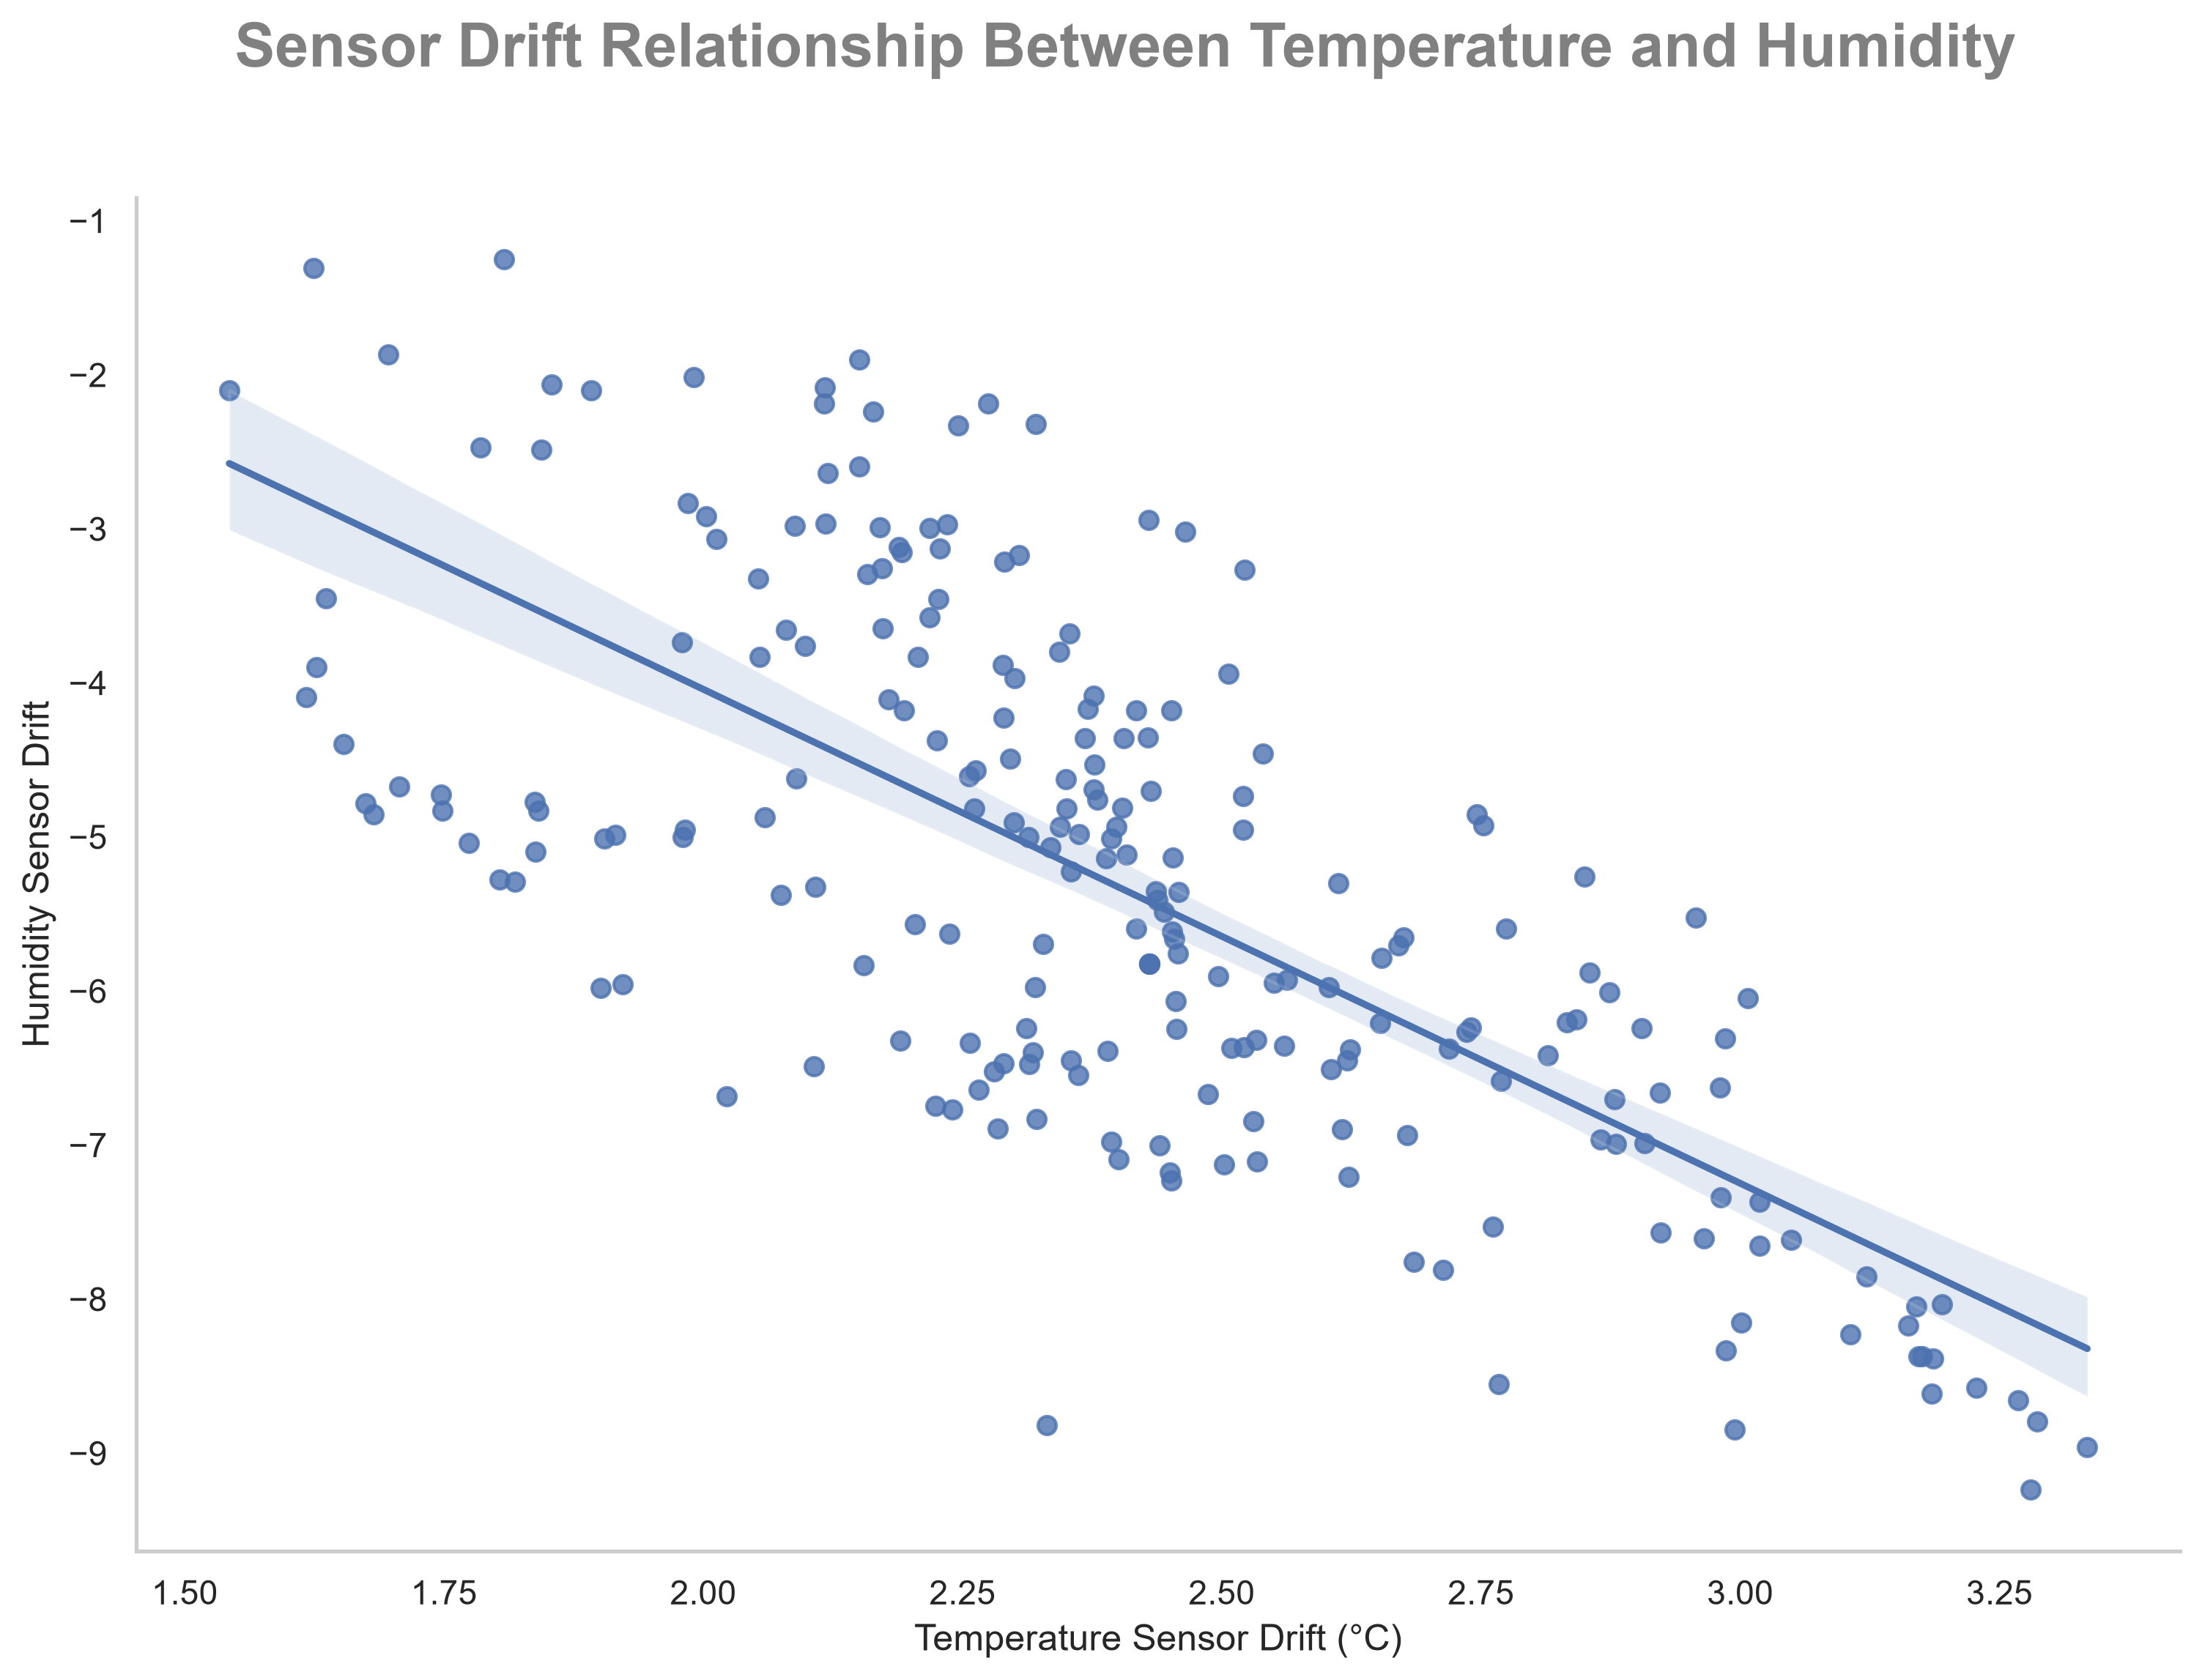 Sensor Drift Relationship Between Temperature and Humidity
−1
−2
−3
−4
−5
−6
−7
−8
−9
Humidity Sensor Drift
1.50 1.75 2.00 2.25 2.50 2.75 3.00 3.25
Temperature Sensor Drift (°C)